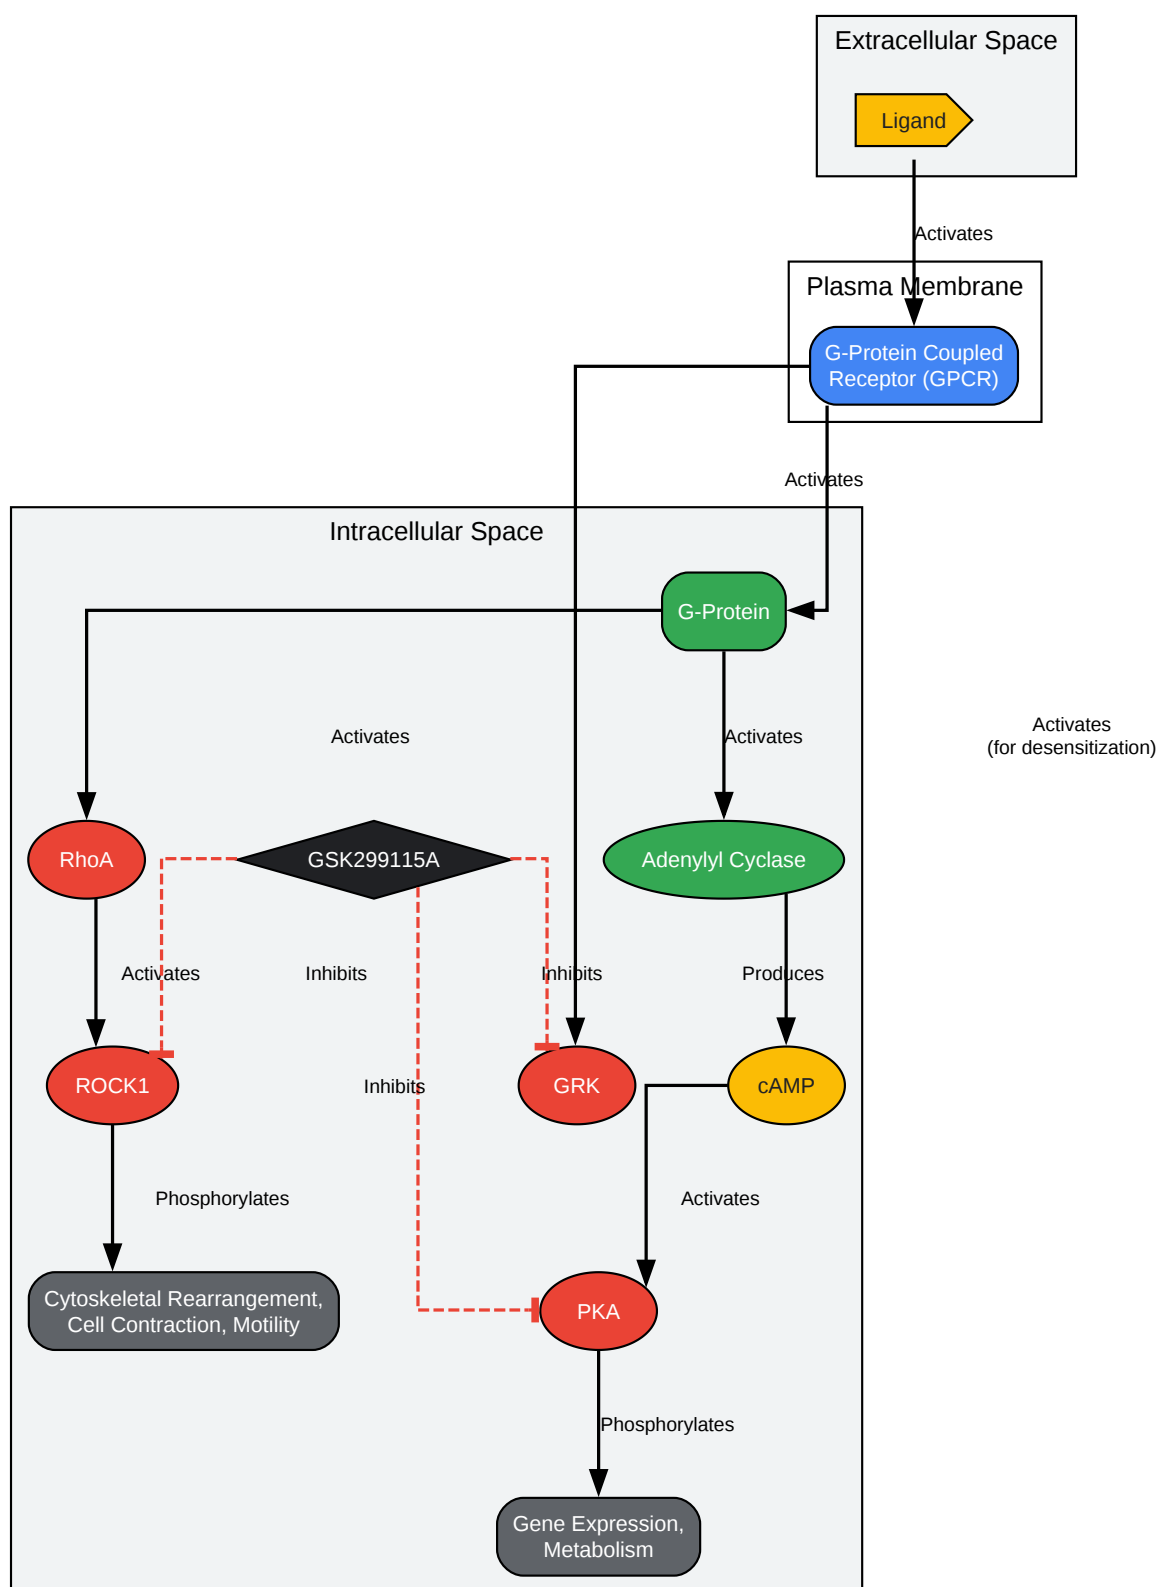 Extracellular Space
Ligand
Activates
Plasma Membrane
G-Protein Coupled
Receptor (GPCR)
Activates
Intracellular Space
G-Protein
Activates
Activates
Activates
(for desensitization)
RhoA
GSK299115A
Adenylyl Cyclase
Activates
Inhibits
Inhibits
Produces
ROCK1
Inhibits
GRK
cAMP
Phosphorylates
Activates
Cytoskeletal Rearrangement,
Cell Contraction, Motility
PKA
Phosphorylates
Gene Expression,
Metabolism